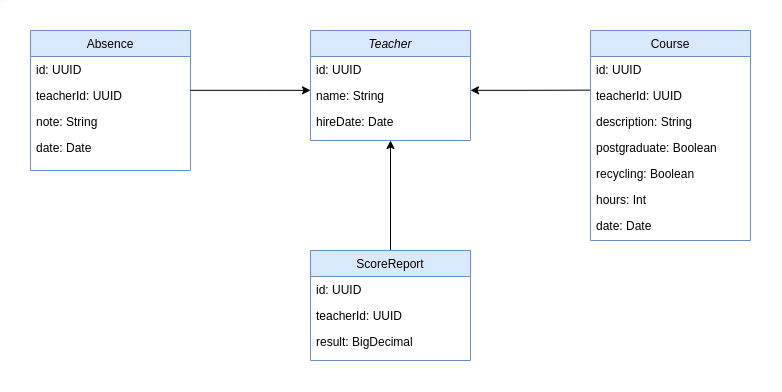 Absence
id: UUID
teacherId: UUID
note: String
date: Date
Teacher
id: UUID
name: String
hireDate: Date
Course
id: UUID
teacherId: UUID
description: String
postgraduate: Boolean
recycling: Boolean
hours: Int
date: Date
ScoreReport
id: UUID
teacherId: UUID
result: BigDecimal